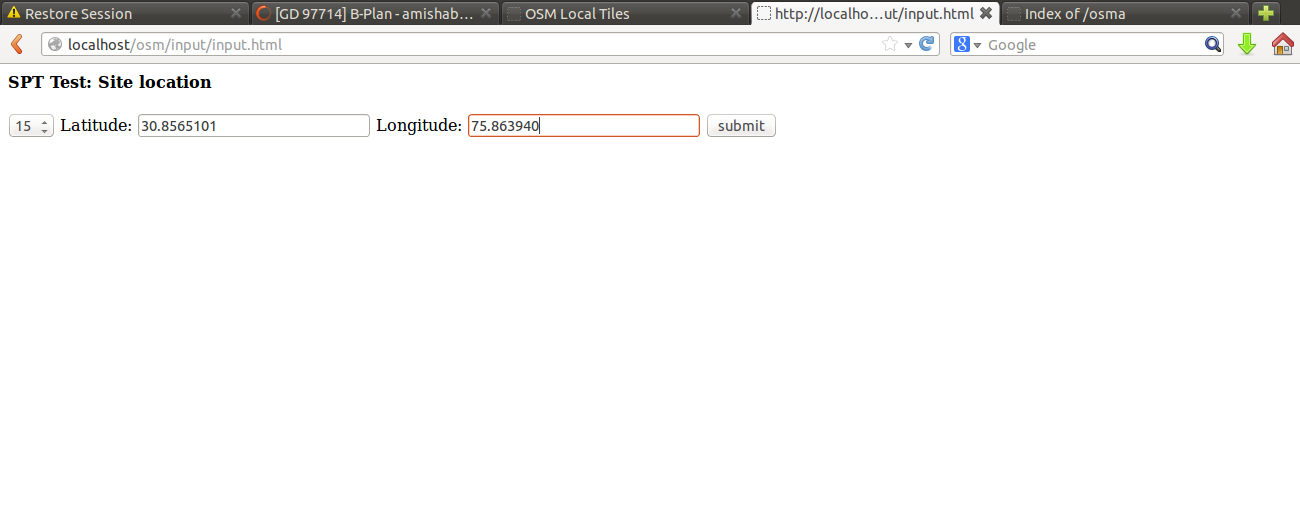 Restore Session [GD 97714] B-Plan - amishab... OSM Local Tiles http://localho...ut/input.html Index of /osma
localhost/osm/input/input.html Google
SPT Test: Site location
15 Latitude: 30.8565101 Longitude: 75.863940 submit